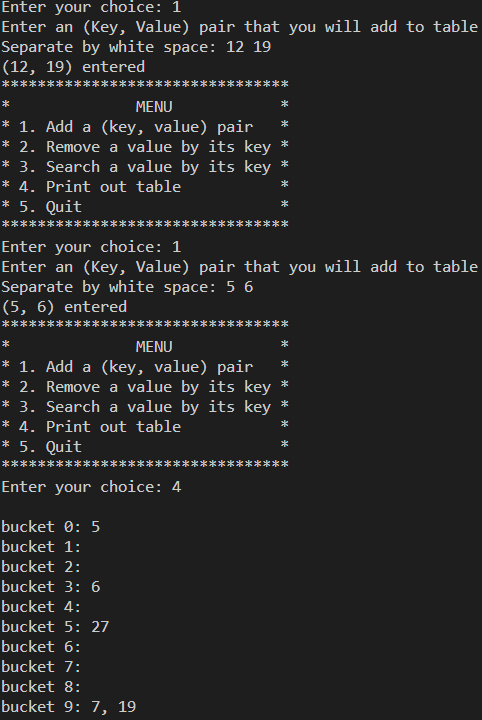 Enter your choice: 1
Enter an (Key, Value) pair that you will add to table
Separate by white space: 12 19
(12, 19) entered
********************************
*              MENU            *
* 1. Add a (key, value) pair   *
* 2. Remove a value by its key *
* 3. Search a value by its key *
* 4. Print out table           *
* 5. Quit                      *
********************************
Enter your choice: 1
Enter an (Key, Value) pair that you will add to table
Separate by white space: 5 6
(5, 6) entered
********************************
*              MENU            *
* 1. Add a (key, value) pair   *
* 2. Remove a value by its key *
* 3. Search a value by its key *
* 4. Print out table           *
* 5. Quit                      *
********************************
Enter your choice: 4

bucket 0: 5
bucket 1:
bucket 2:
bucket 3: 6
bucket 4:
bucket 5: 27
bucket 6:
bucket 7:
bucket 8:
bucket 9: 7, 19